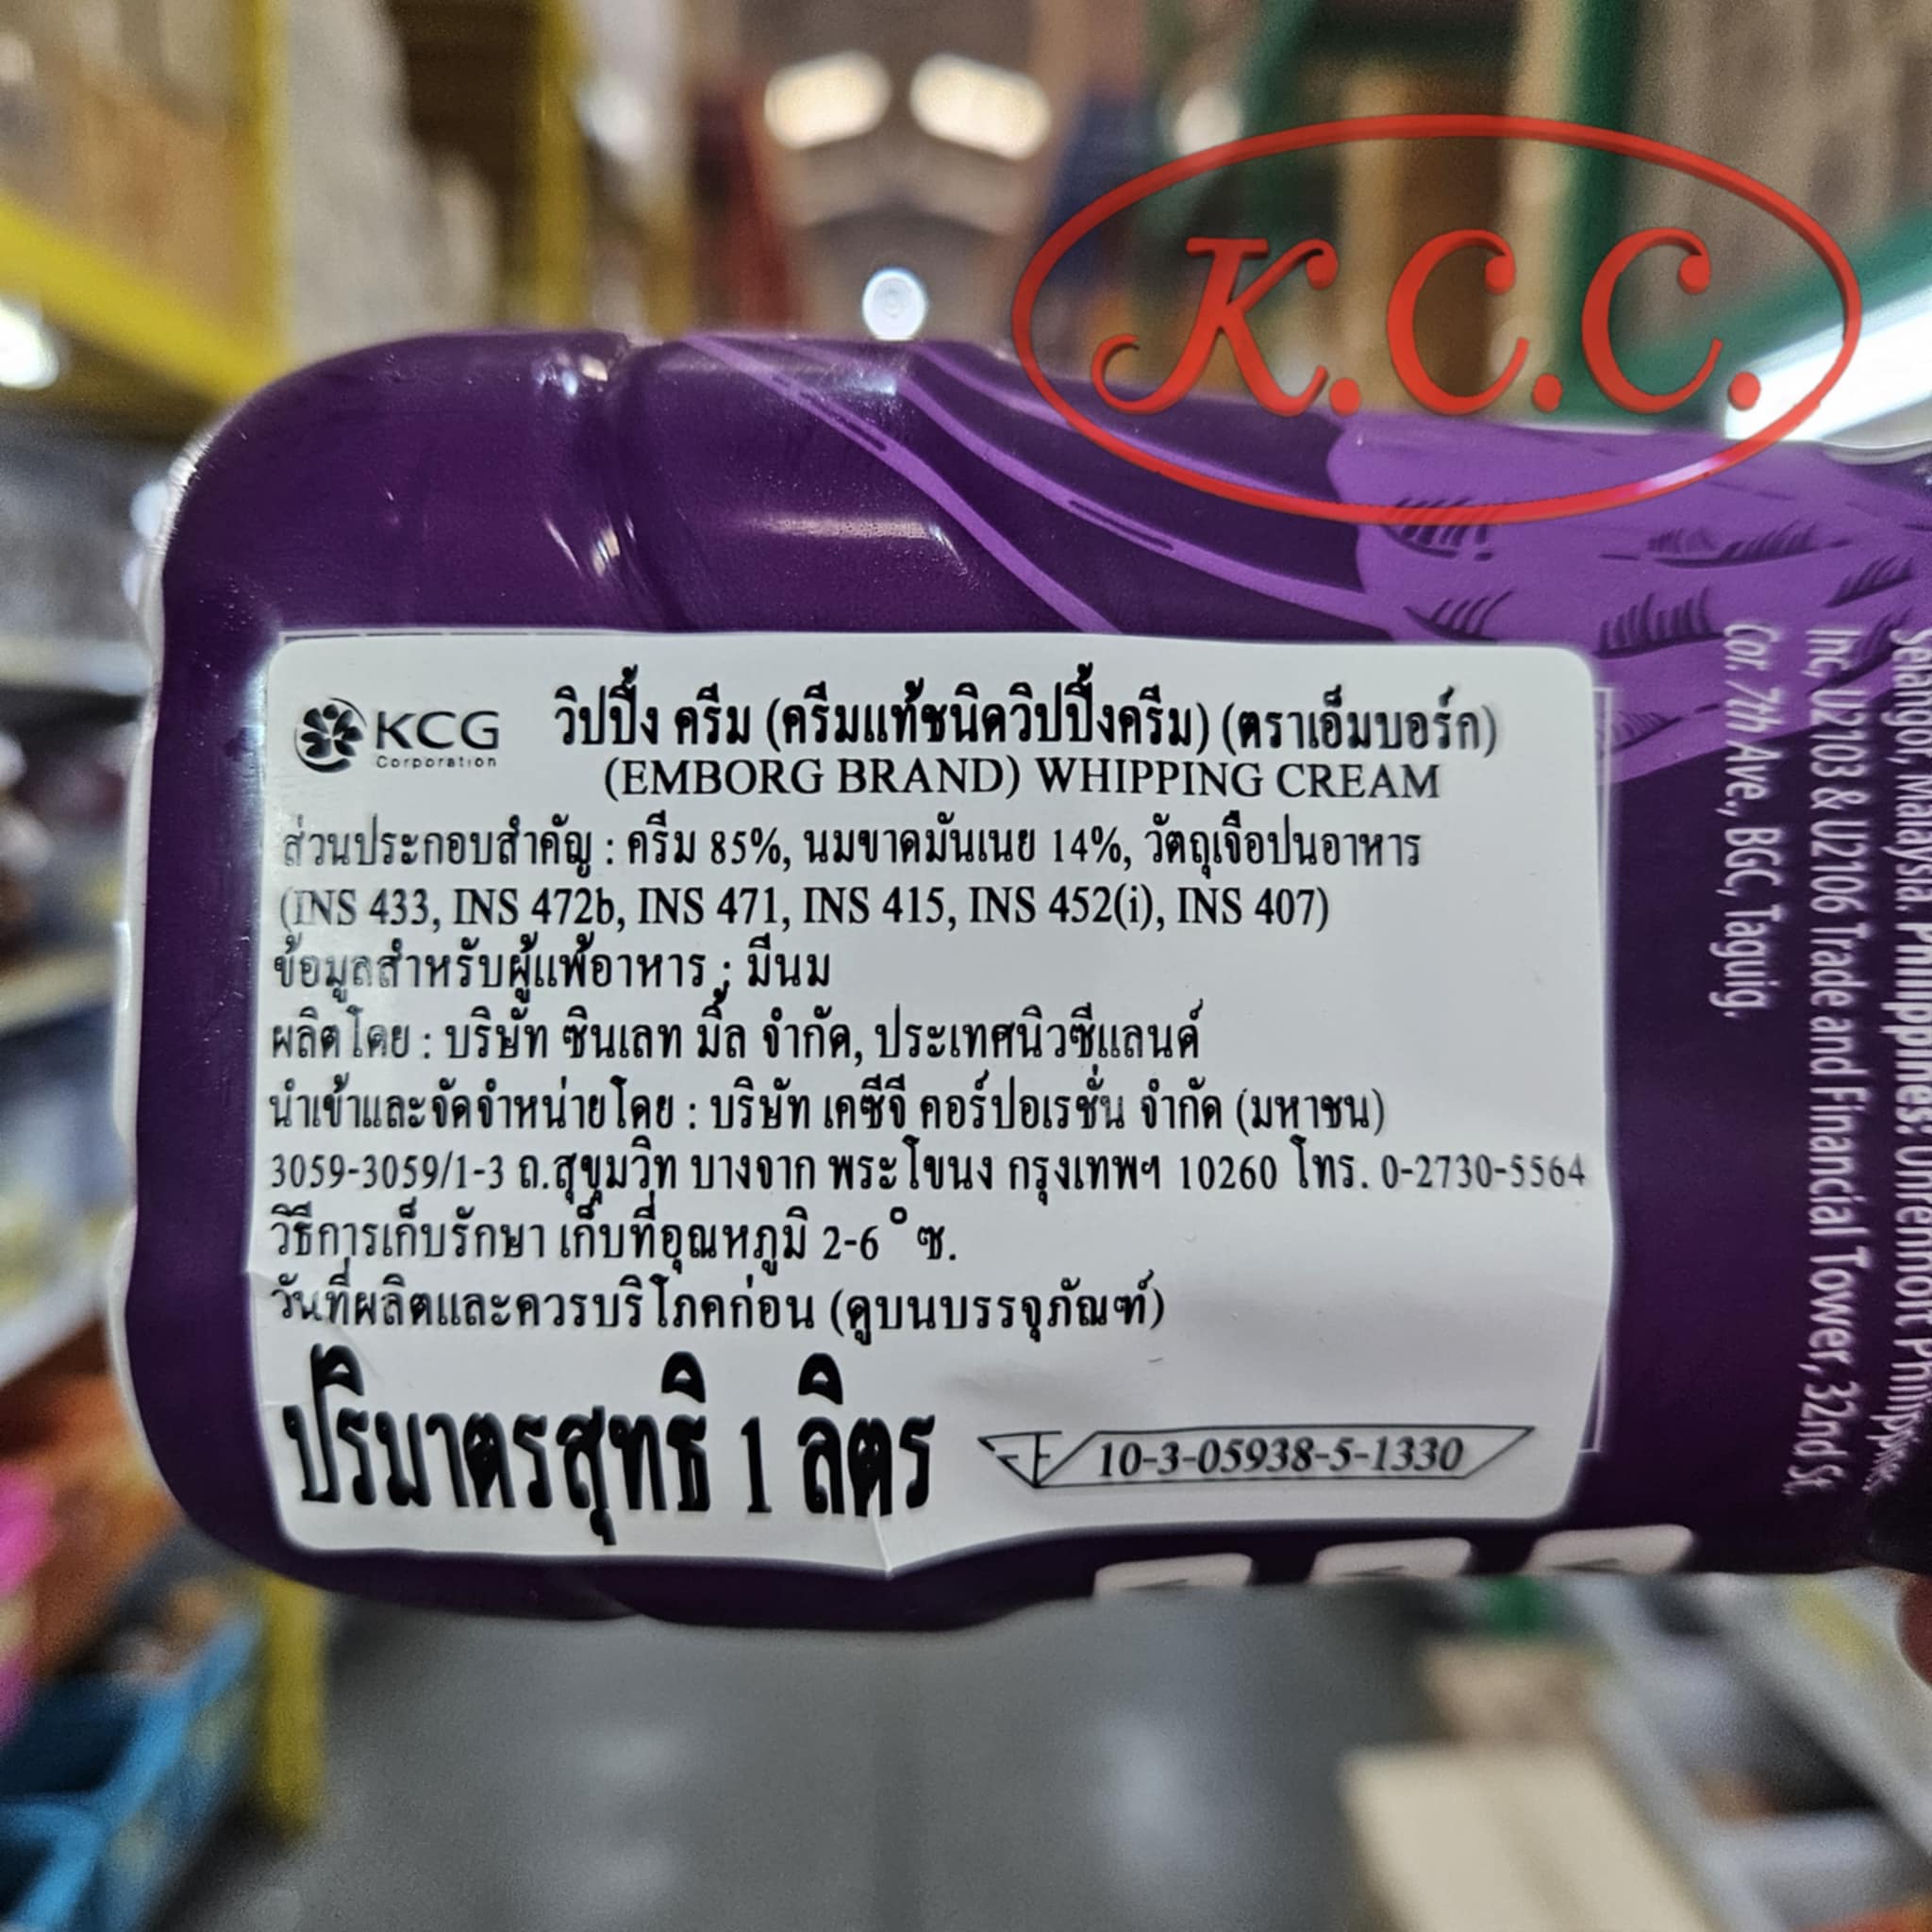 K.C.C.
KCG
Corporation
วิปปิ้ง ครีม (ครีมแท้ชนิดวิปปิ้งครีม) (ตราเอ็มบอร์ก)
(EMBORG BRAND) WHIPPING CREAM
ส่วนประกอบสำคัญ : ครีม 85%, นมขาดมันเนย 14%, วัตถุเจือปนอาหาร
(INS 433, INS 472b, INS 471, INS 415, INS 452(i), INS 407)
ข้อมูลสำหรับผู้แพ้อาหาร : มีนม
ผลิตโดย : บริษัท ซินเลท มิ้ล จำกัด, ประเทศนิวซีแลนด์
นำเข้าและจัดจำหน่ายโดย : บริษัท เคซีจี คอร์ปอเรชั่น จำกัด (มหาชน)
3059-3059/1-3 ถ.สุขุมวิท บางจาก พระโขนง กรุงเทพฯ 10260 โทร. 0-2730-5564
วิธีการเก็บรักษา เก็บที่อุณหภูมิ 2-6 °ซ.
วันที่ผลิตและควรบริโภคก่อน (ดูบนบรรจุภัณฑ์)
ปริมาตรสุทธิ 1 ลิตร
10-3-05938-5-1330
Selangor, Malaysia. Philippines:
Inc, U2103 & U2106 Trade and Financial Tower, 32nd St.
Cor. 7th Ave., BGC, Taguig.